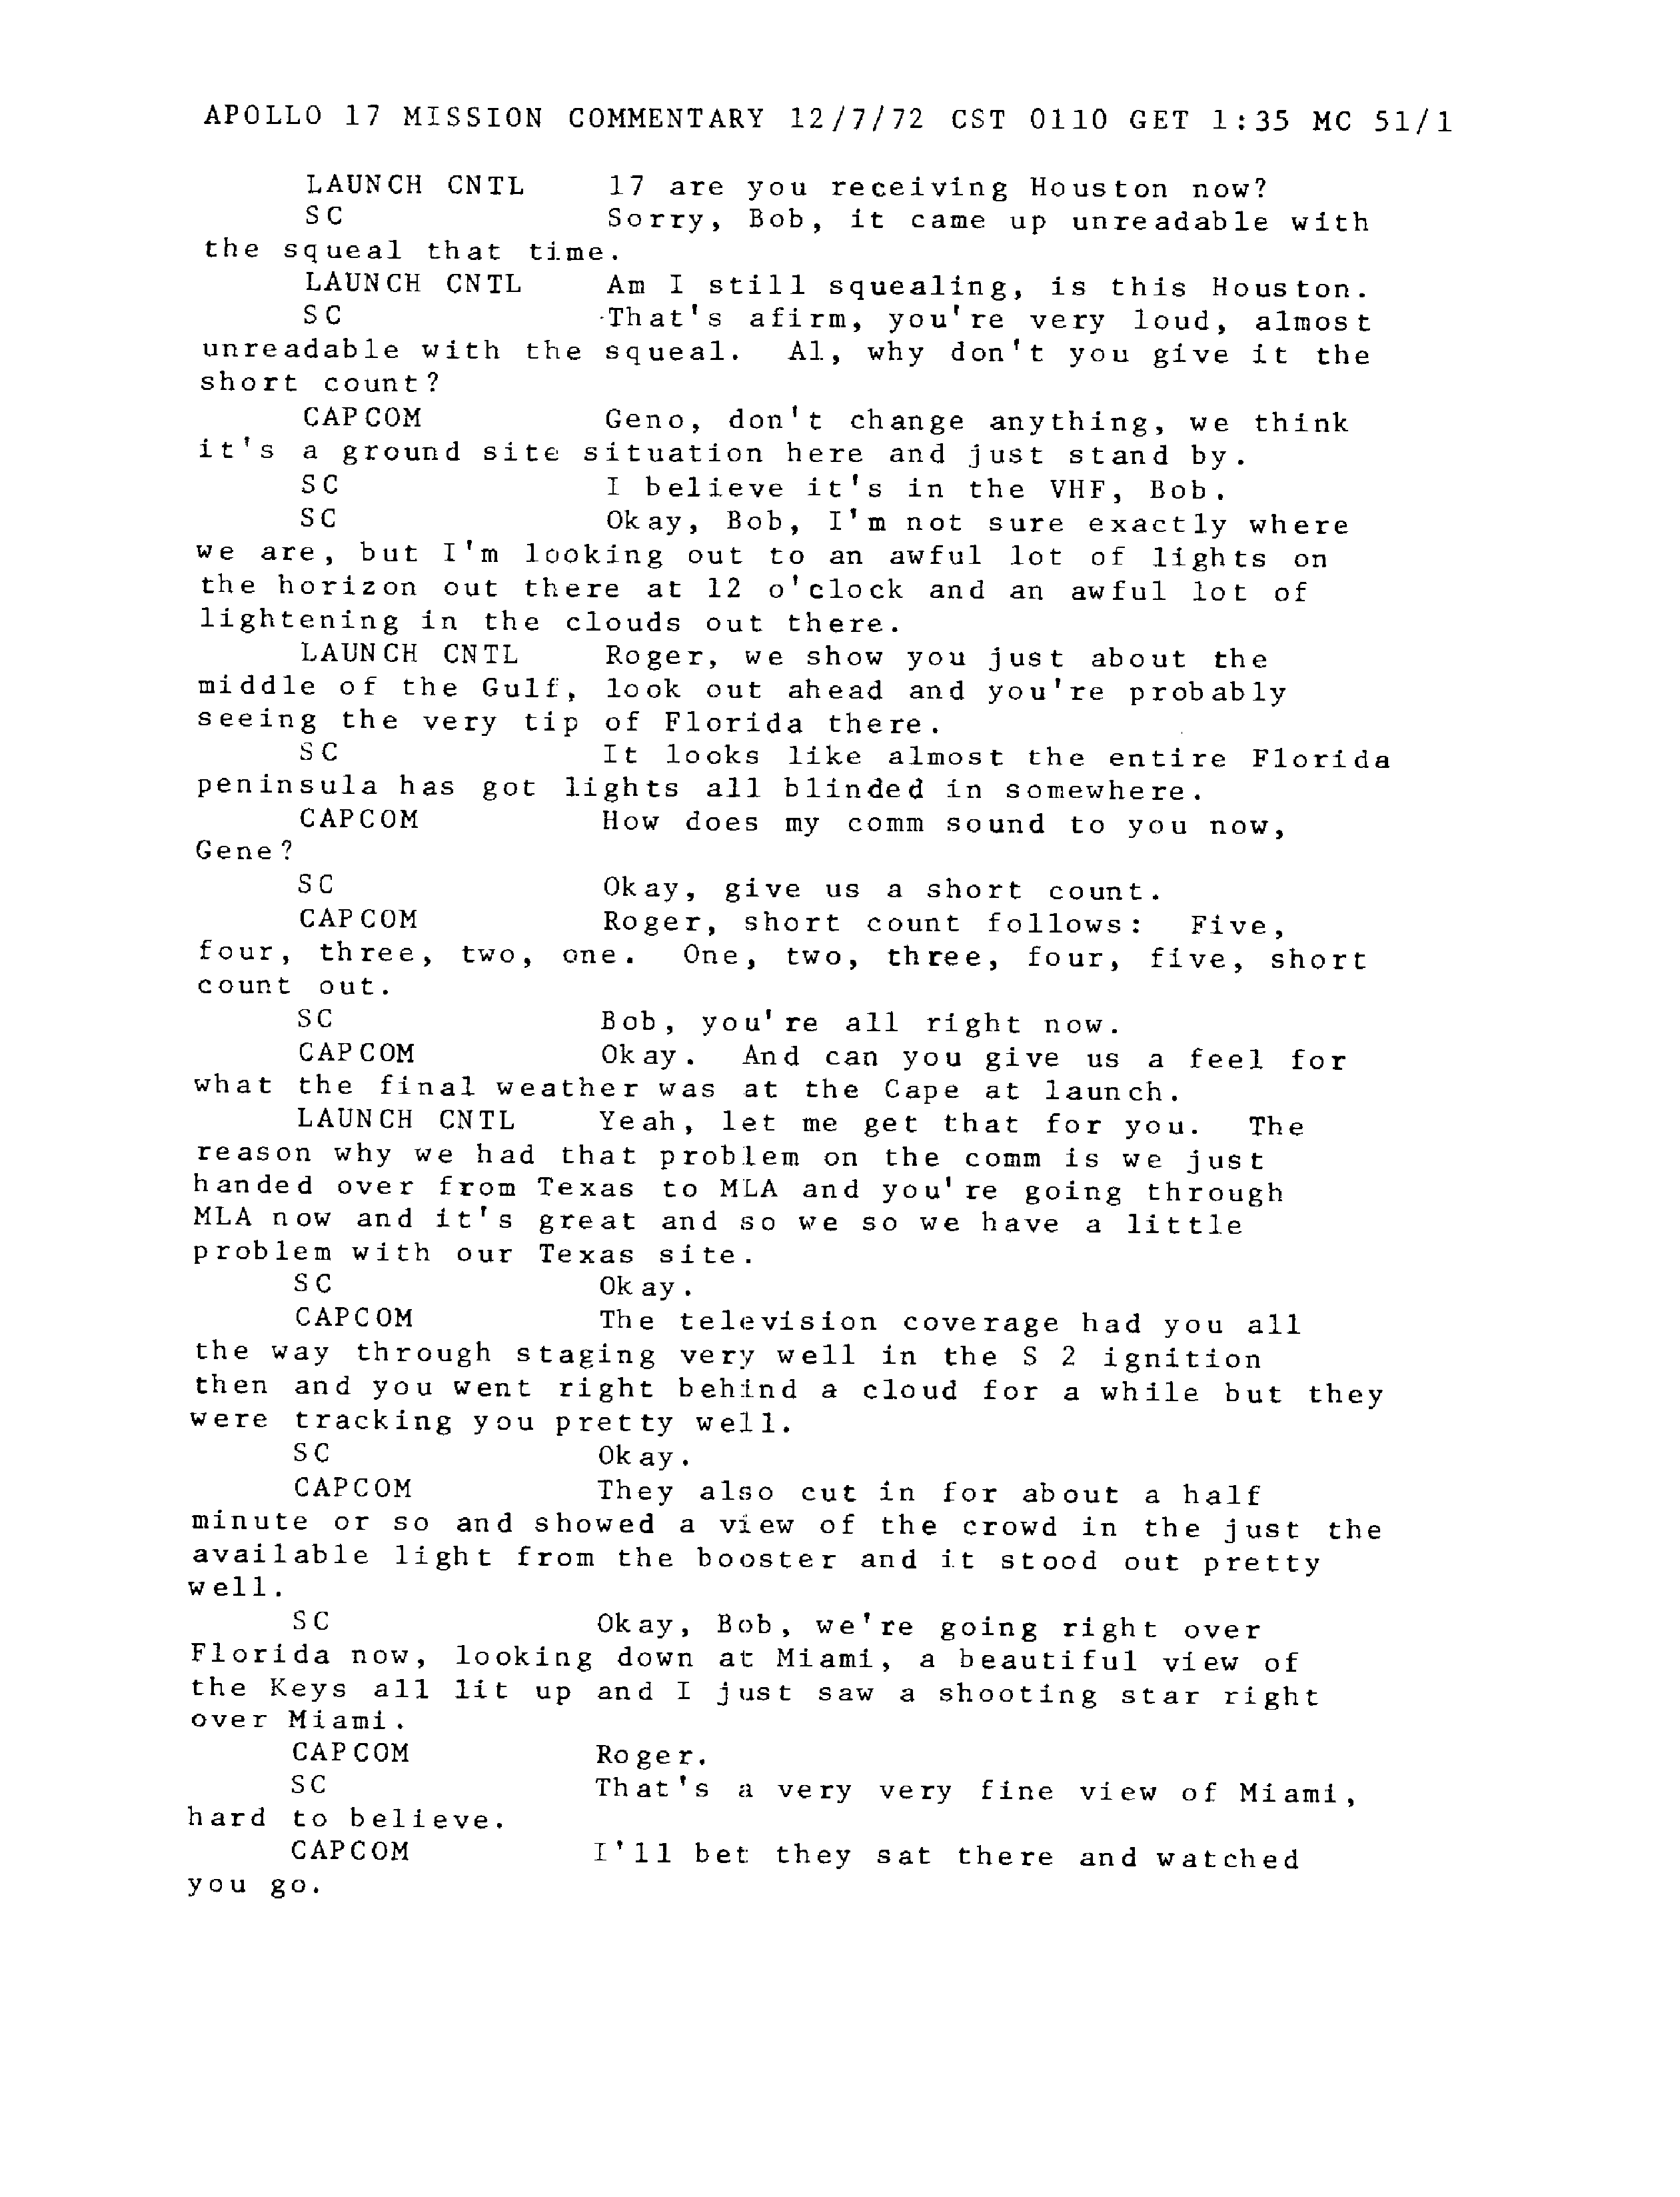 APOLLO 17 MISSION COMMENTARY 12/7/72 CST 0110 GET 1:35 MC 51/1
LAUNCH CNTL 17 are you receiving Houston now?
SC Sorry, Bob, it came up unreadable with
the squeal that time.
LAUNCH CNTL Am I still squealing, is this Houston.
SC That's afirm, you're very loud, almost
unreadable with the squeal. Al, why don't you give it the
short count?
CAPCOM Geno, don't change anything, we think
it's a ground site situation here and just stand by.
SC I believe it's in the VHF, Bob.
SC Okay, Bob, I'm not sure exactly where
we are, but I'm looking out to an awful lot of lights on
the horizon out there at 12 o'clock and an awful lot of
lightening in the clouds out there.
LAUNCH CNTL Roger, we show you just about the
middle of the Gulf, look out ahead and you're probably
seeing the very tip of Florida there.
SC It looks like almost the entire Florida
peninsula has got lights all blinded in somewhere.
CAPCOM How does my comm sound to you now,
Gene?
SC Okay, give us a short count.
CAPCOM Roger, short count follows: Five,
four, three, two, one. One, two, three, four, five, short
count out.
SC Bob, you're all right now.
CAPCOM Okay. And can you give us a feel for
what the final weather was at the Cape at launch.
LAUNCH CNTL Yeah, let me get that for you. The
reason why we had that problem on the comm is we just
handed over from Texas to MLA and you're going through
MLA now and it's great and so we so we have a little
problem with our Texas site.
SC Okay.
CAPCOM The television coverage had you all
the way through staging very well in the S 2 ignition
then and you went right behind a cloud for a while but they
were tracking you pretty well.
SC Okay.
CAPCOM They also cut in for about a half
minute or so and showed a view of the crowd in the just the
available light from the booster and it stood out pretty
well.
SC Okay, Bob, we're going right over
Florida now, looking down at Miami, a beautiful view of
the Keys all lit up and I just saw a shooting star right
over Miami.
CAPCOM Roger.
SC That's a very very fine view of Miami,
hard to believe.
CAPCOM I'll bet they sat there and watched
you go.